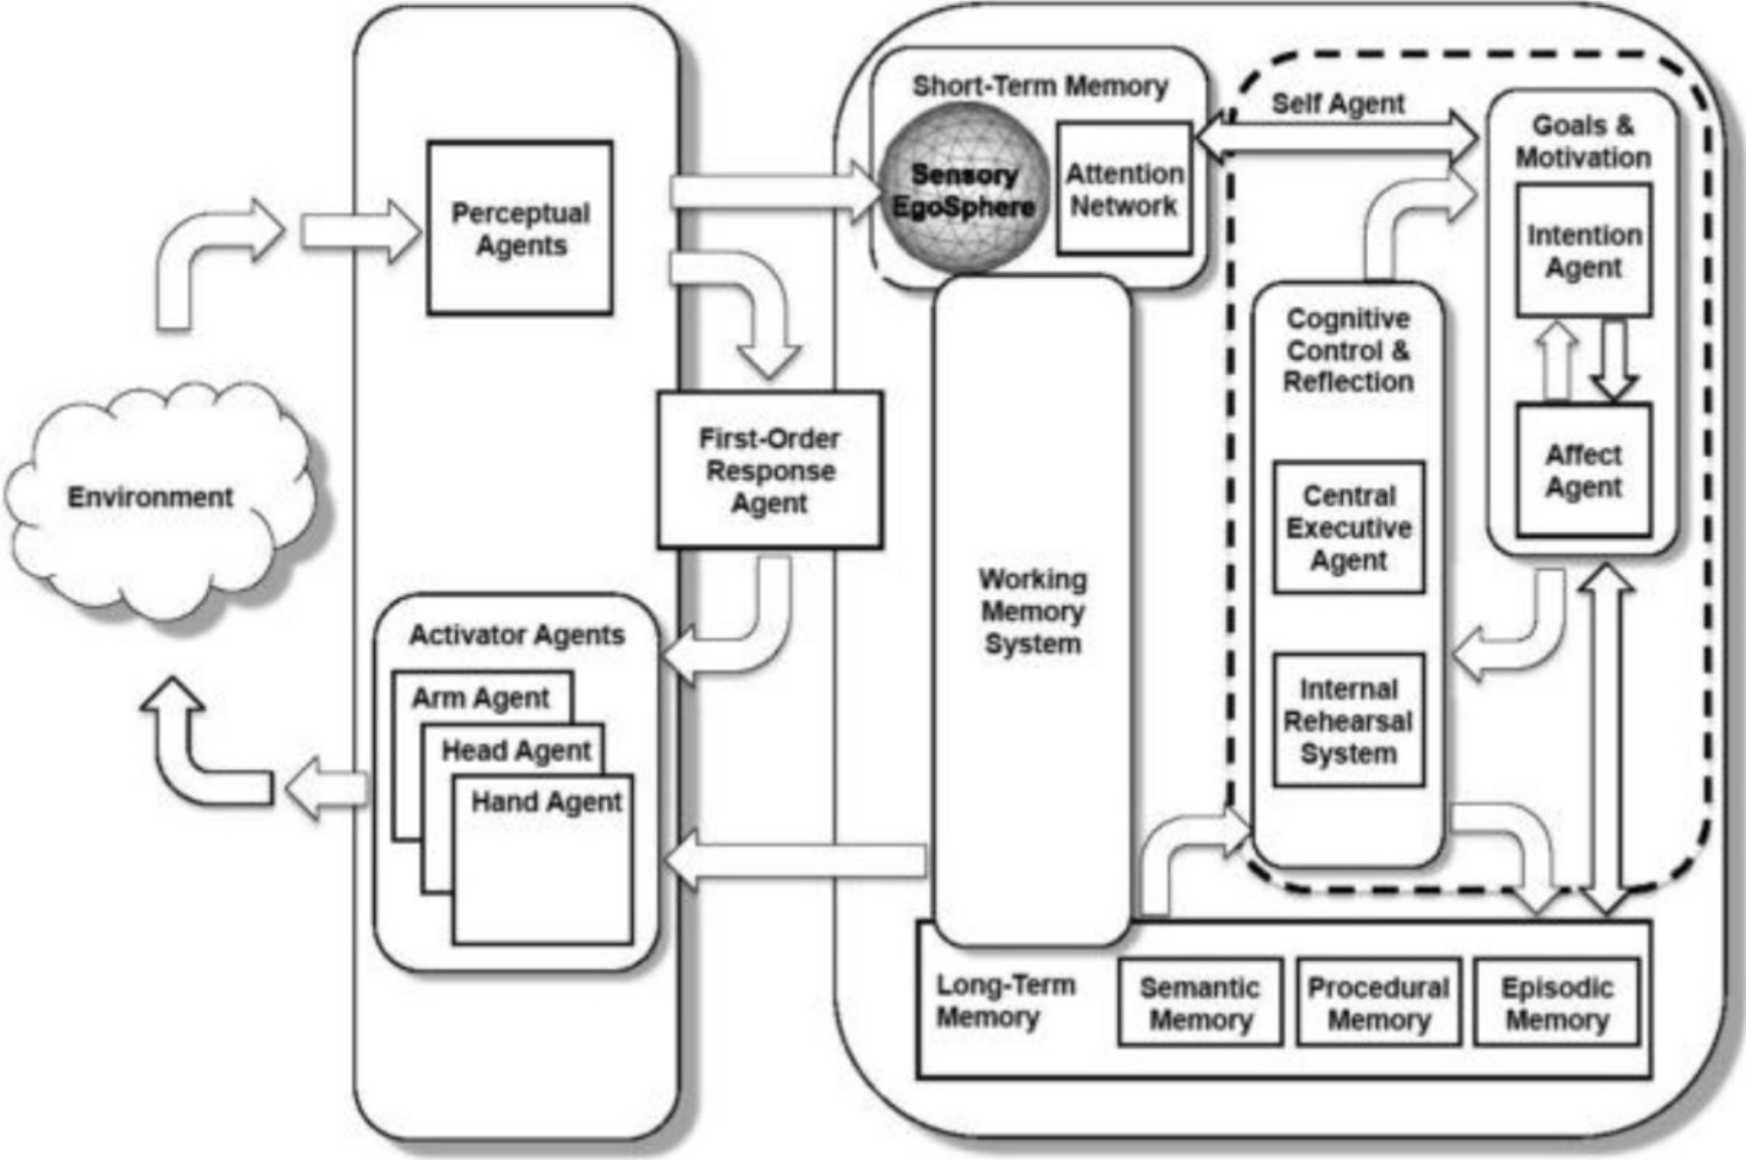 Short-Term Memory
Sensory
EgoSphere
Attention
Network
Self Agent
Goals &
Motivation
Intention
Agent
Affect
Agent
Perceptual
Agents
Cognitive
Control &
Reflection
Central
Executive
Agent
Internal
Rehearsal
System
First-Order
Response
Agent
Environment
Working
Memory
System
Activator Agents
Arm Agent
Head Agent
Hand Agent
Long-Term
Memory
Semantic
Memory
Procedural
Memory
Episodic
Memory